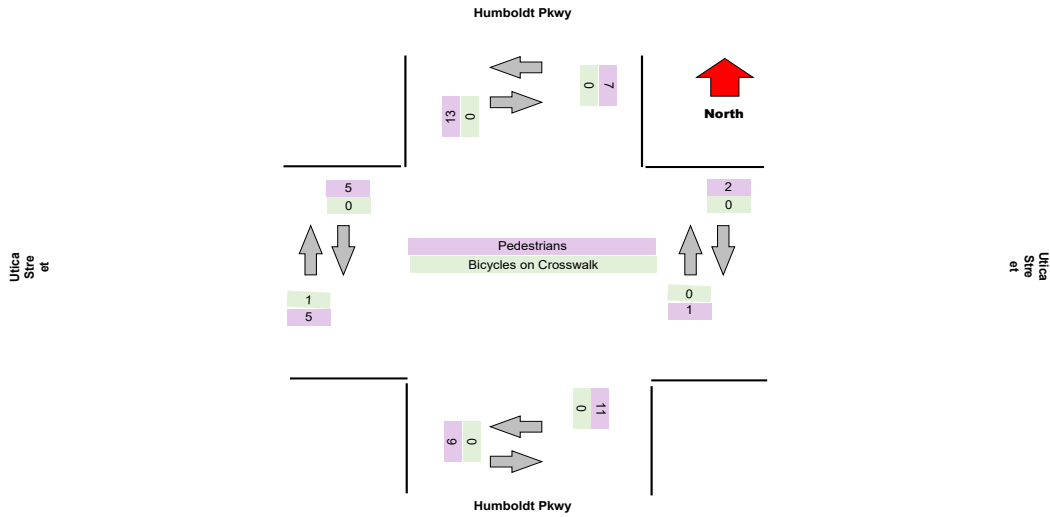 Humboldt Pkwy
0
7
13
0
North
5
0
2
0
Utica
Stre
et
Pedestrians
Bicycles on Crosswalk
Utica
Stre
et
1
5
0
1
0
11
6
0
Humboldt Pkwy